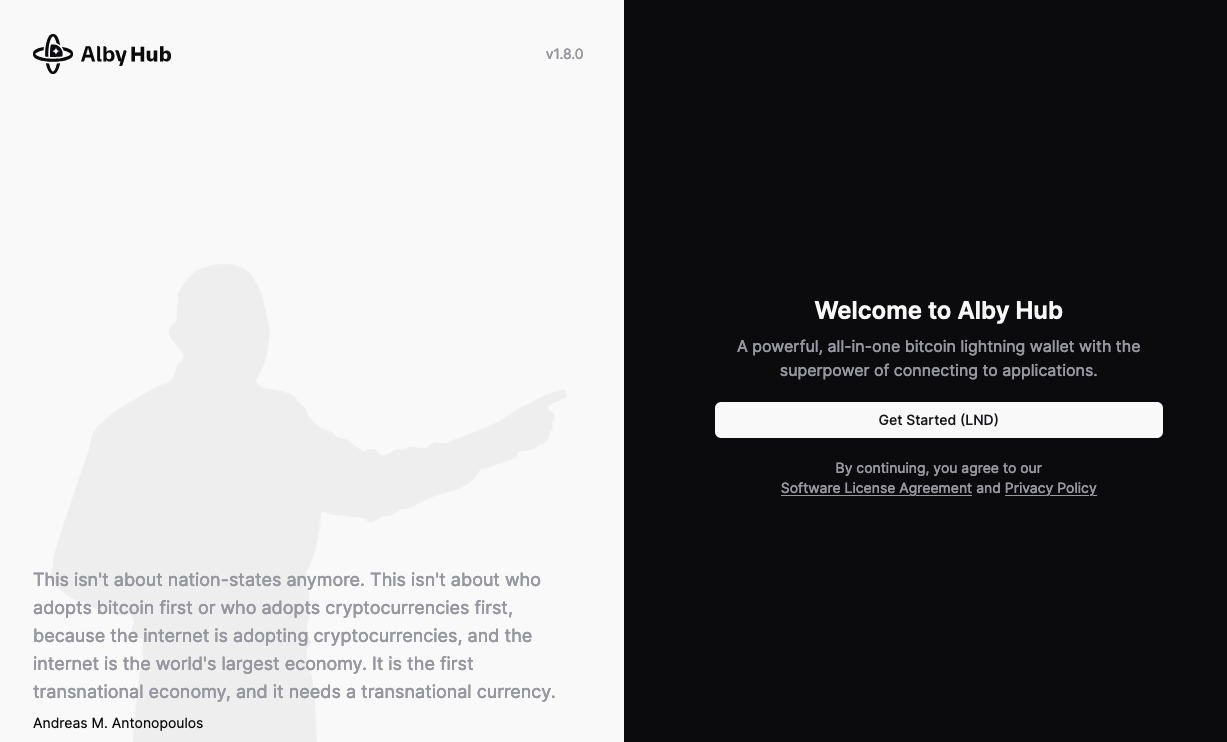 Alby Hub
v1.8.0
This isn't about nation-states anymore. This isn't about who
adopts bitcoin first or who adopts cryptocurrencies first,
because the internet is adopting cryptocurrencies, and the
internet is the world's largest economy. It is the first
transnational economy, and it needs a transnational currency.
Andreas M. Antonopoulos
Welcome to Alby Hub
A powerful, all-in-one bitcoin lightning wallet with the
superpower of connecting to applications.
Get Started (LND)
By continuing, you agree to our
Software License Agreement and Privacy Policy